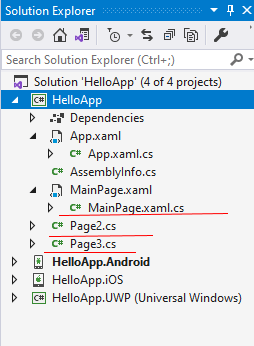 Solution Explorer
Search Solution Explorer (Ctrl+;)
Solution 'HelloApp' (4 of 4 projects)
C# HelloApp
Dependencies
App.xaml
C# App.xaml.cs
C# AssemblyInfo.cs
MainPage.xaml
C# MainPage.xaml.cs
C# Page2.cs
C# Page3.cs
HelloApp.Android
HelloApp.iOS
C# HelloApp.UWP (Universal Windows)